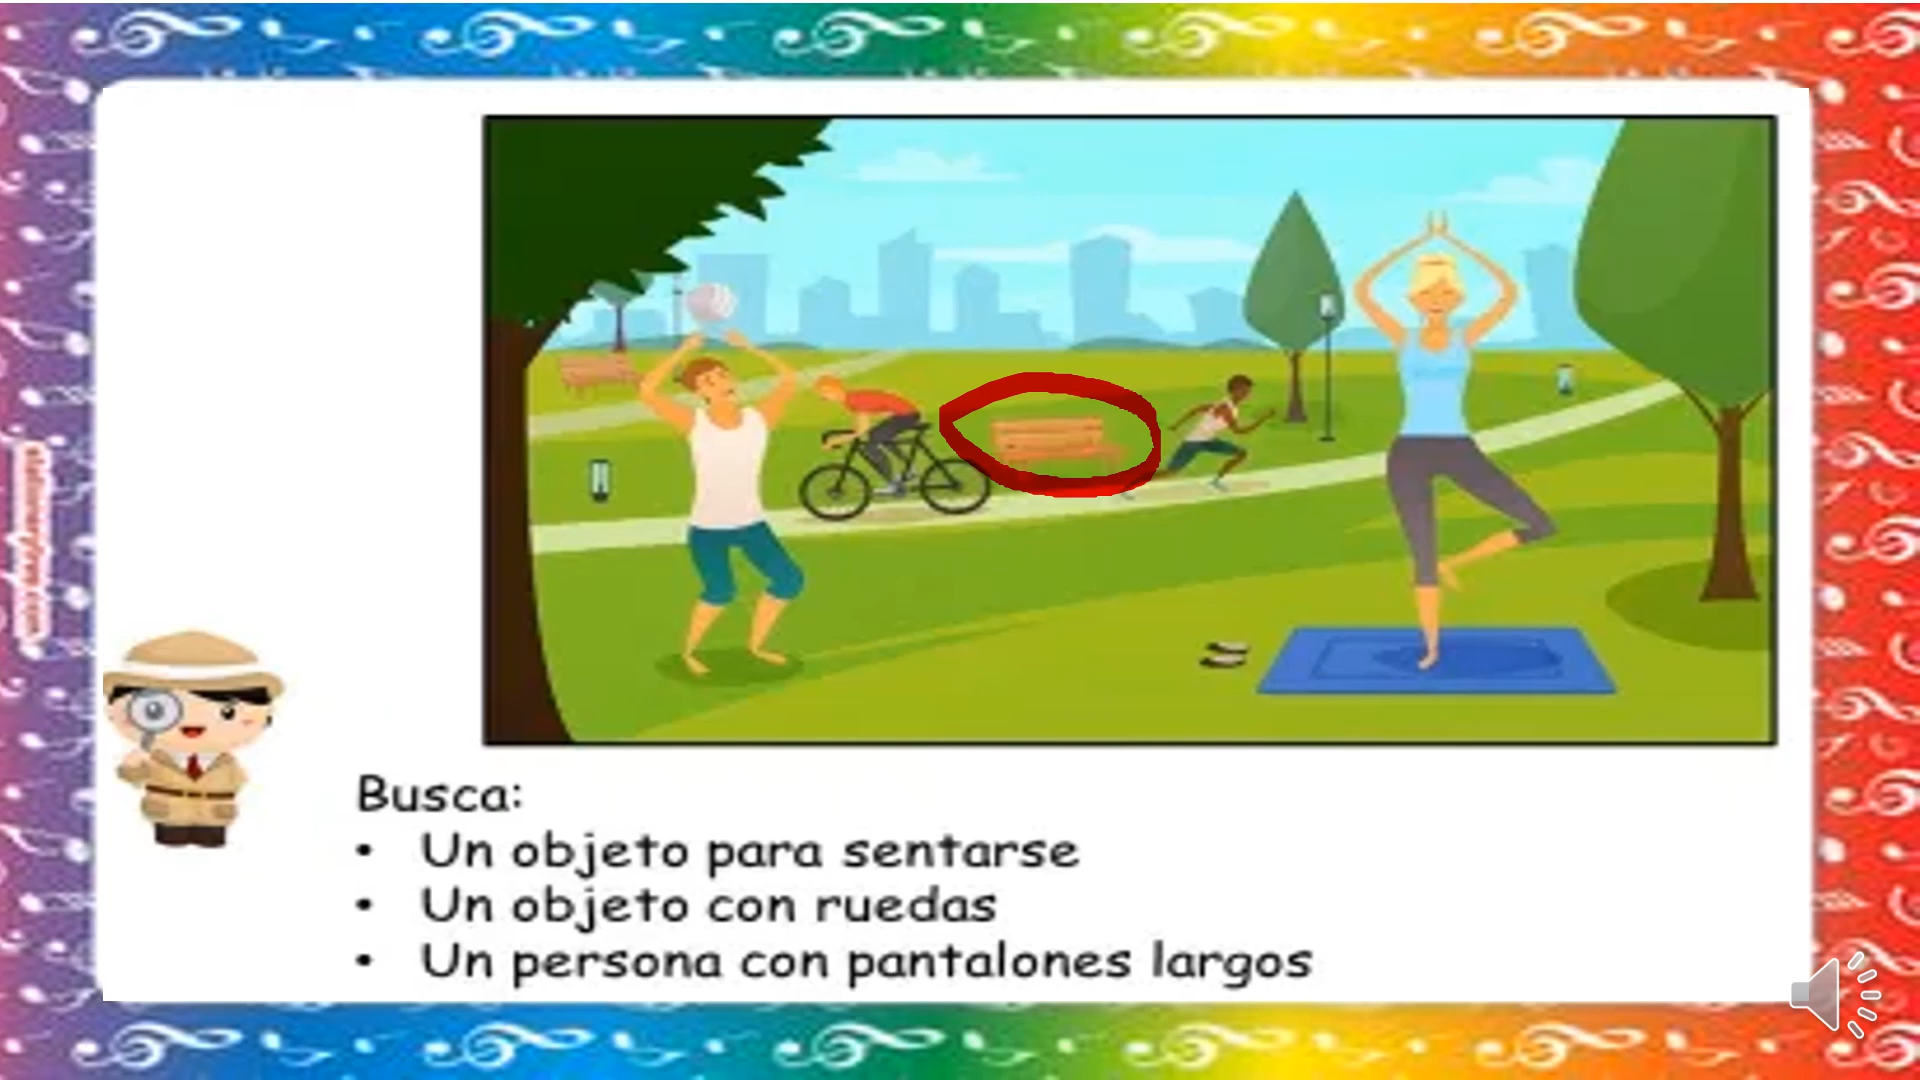 Busca:
• Un objeto para sentarse
• Un objeto con ruedas
• Un persona con pantalones largos